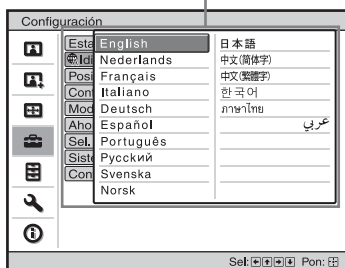 Configuración
Esta
Idi
Posi
Con
Mod
Aho
Sel.
Siste
Con
English
Nederlands
Français
Italiano
Deutsch
Español
Português
Русский
Svenska
Norsk
日本語
中文(简体字)
中文(繁體字)
한국어
ภาษาไทย
عربي
Sel: Pon: